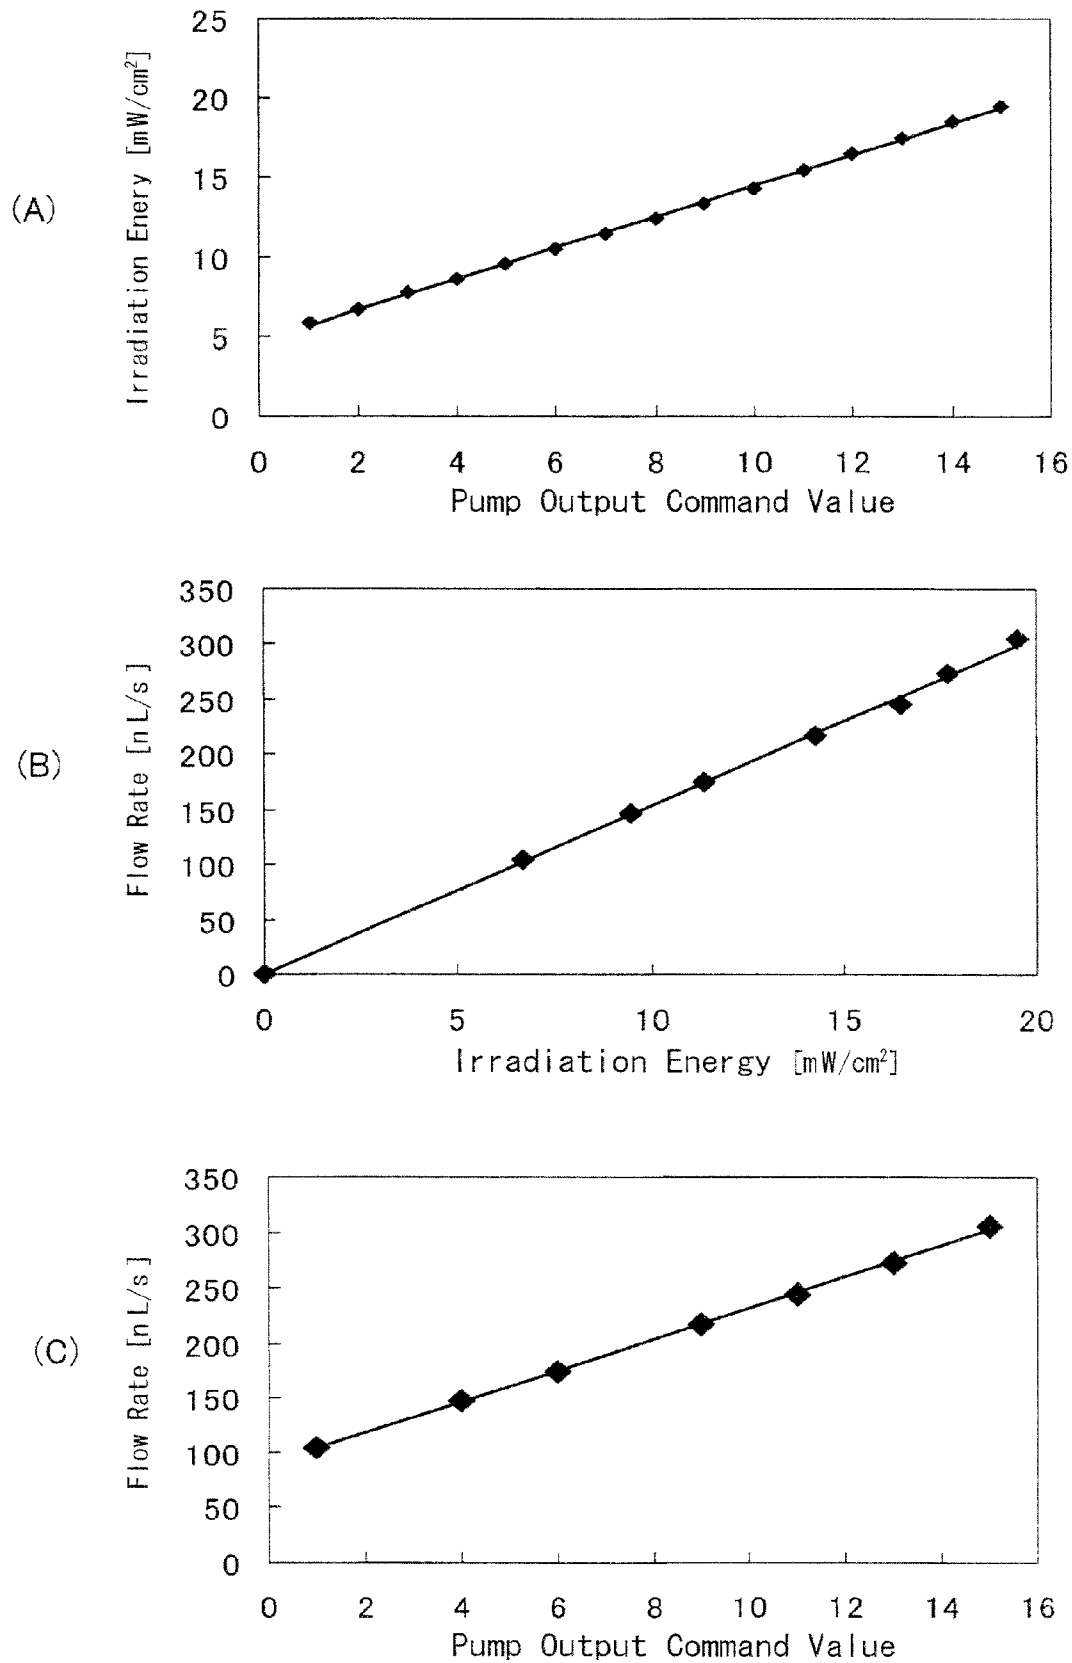 (A)
Irradiation Enery [mW/cm²]
25
20
15
10
5
0
0 2 4 6 8 10 12 14 16
Pump Output Command Value
(B)
Flow Rate [nL/s]
350
300
250
200
150
100
50
0
0 5 10 15 20
Irradiation Energy [mW/cm²]
(C)
Flow Rate [nL/s]
350
300
250
200
150
100
50
0
0 2 4 6 8 10 12 14 16
Pump Output Command Value